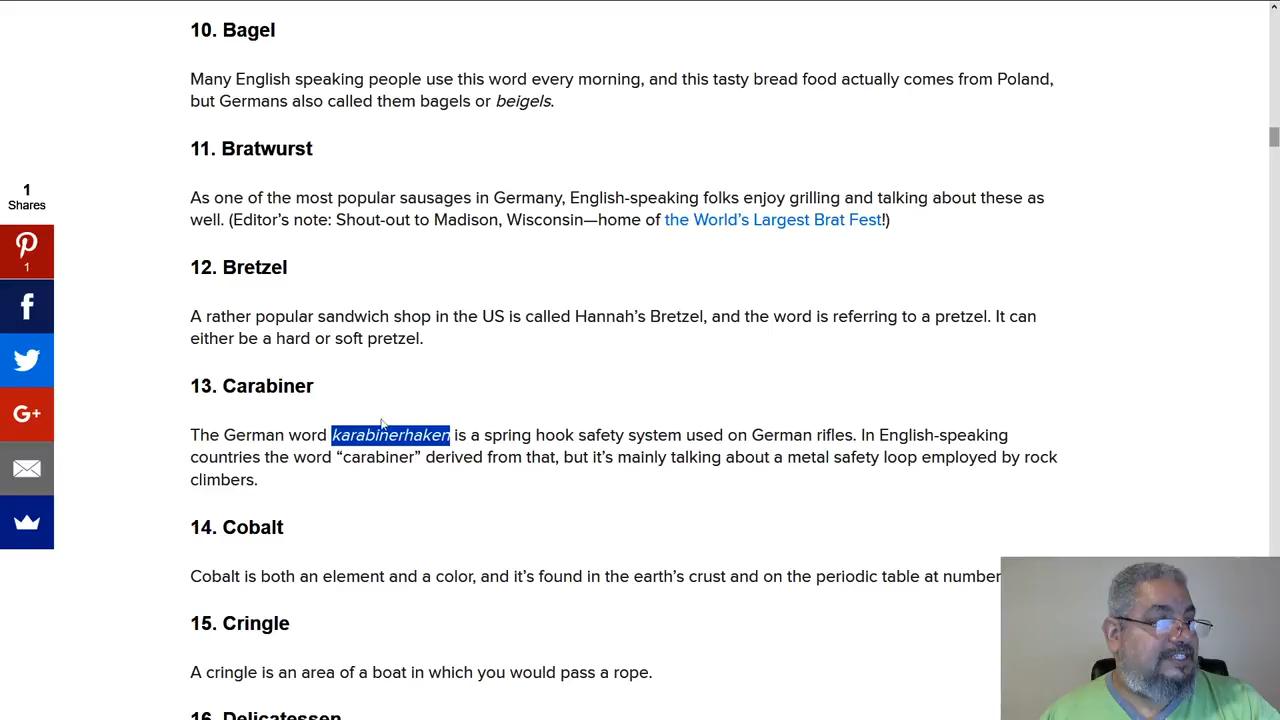 10. Bagel
Many English speaking people use this word every morning, and this tasty bread food actually comes from Poland,
but Germans also called them bagels or beigels.
11. Bratwurst
1
Shares
As one of the most popular sausages in Germany, English-speaking folks enjoy grilling and talking about these as
well. (Editor’s note: Shout-out to Madison, Wisconsin—home of the World’s Largest Brat Fest!)
1
12. Bretzel
A rather popular sandwich shop in the US is called Hannah’s Bretzel, and the word is referring to a pretzel. It can
either be a hard or soft pretzel.
13. Carabiner
G+
The German word karabinerhaken is a spring hook safety system used on German rifles. In English-speaking
countries the word “carabiner” derived from that, but it’s mainly talking about a metal safety loop employed by rock
climbers.
14. Cobalt
Cobalt is both an element and a color, and it’s found in the earth’s crust and on the periodic table at number
15. Cringle
A cringle is an area of a boat in which you would pass a rope.
16. Delicatessen